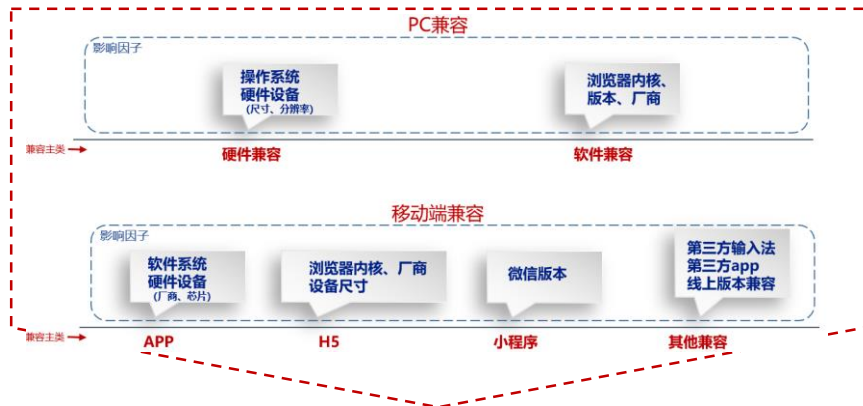 PC兼容
影响因子
操作系统
硬件设备
(尺寸、分辨率)
浏览器内核、
版本、厂商
兼容主类
硬件兼容
软件兼容
移动端兼容
影响因子
软件系统
硬件设备
(厂商、芯片)
浏览器内核、厂商
设备尺寸
微信版本
第三方输入法
第三方app
线上版本兼容
兼容主类
APP
H5
小程序
其他兼容